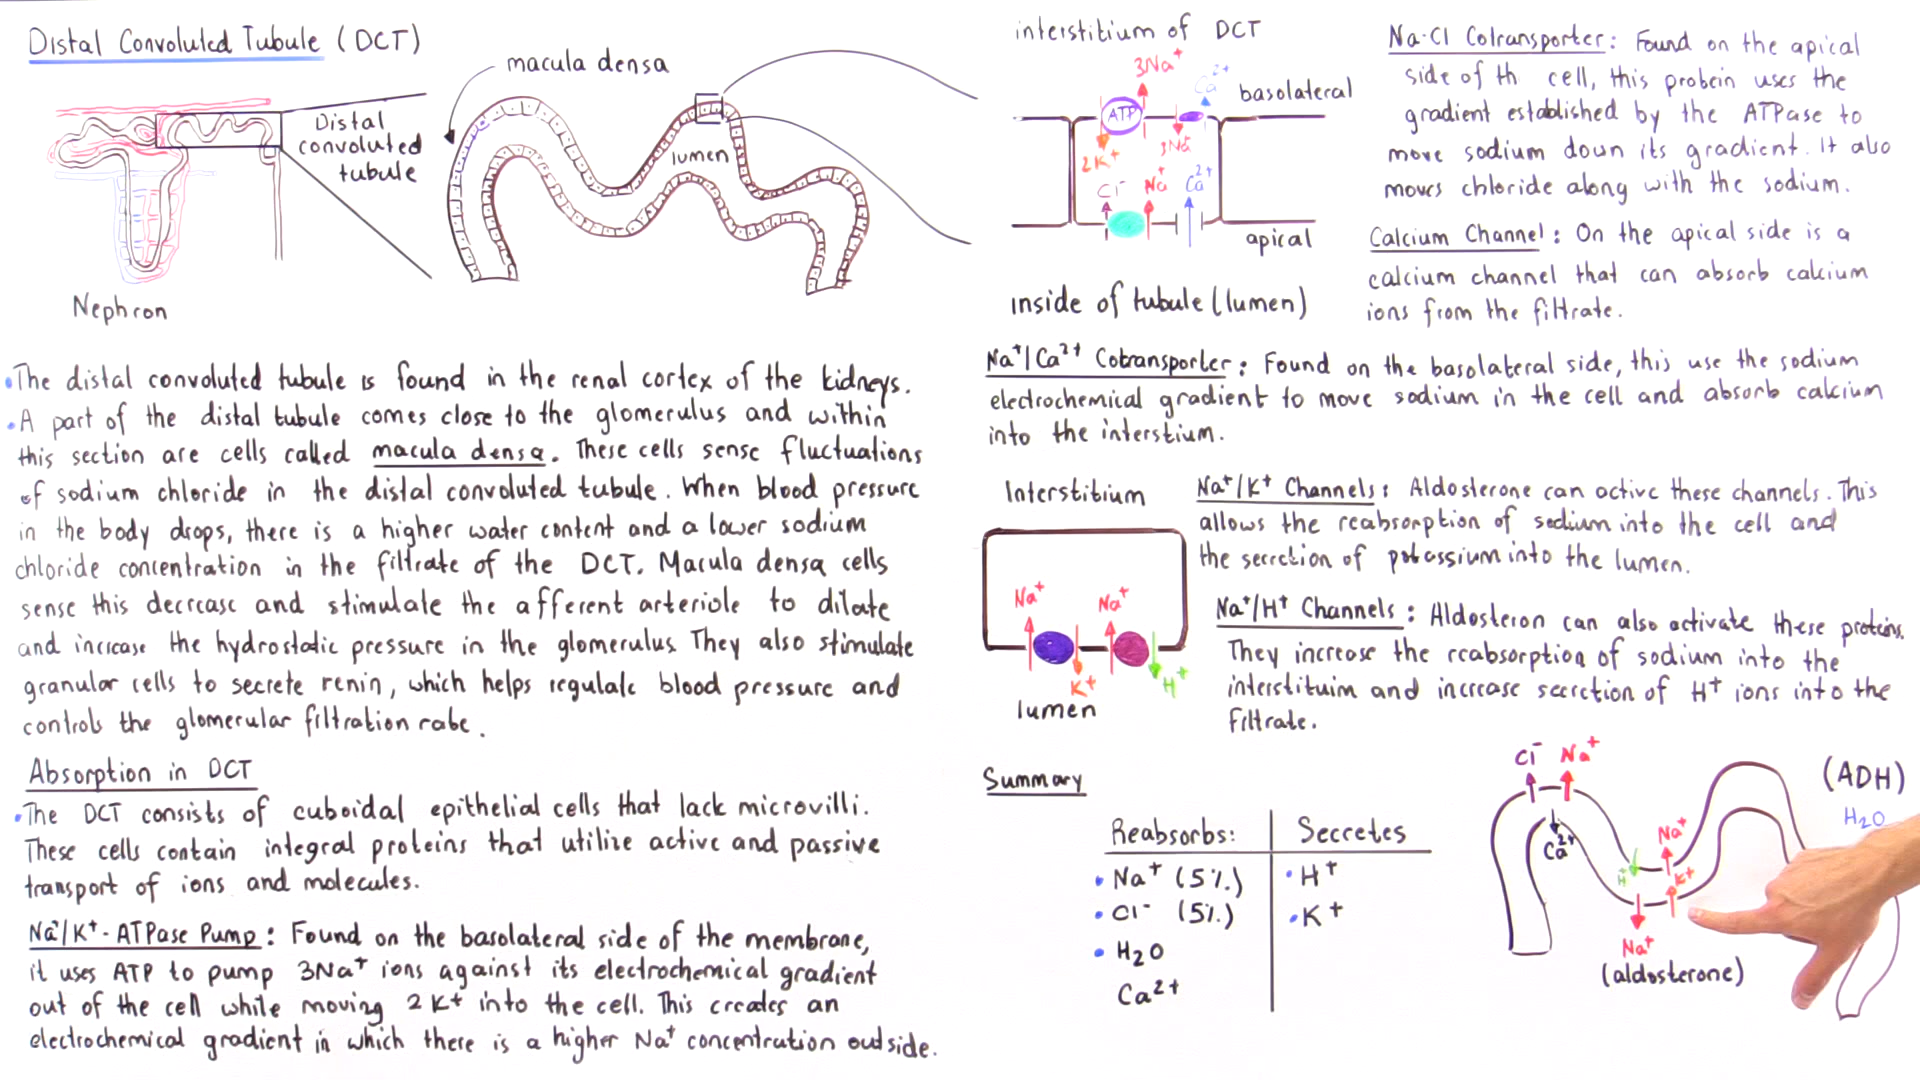 Distal Convoluted Tubule (DCT)
macula densa
Distal
convoluted
tubule
lumen
Nephron
• The distal convoluted tubule is found in the renal cortex of the kidneys.
• A part of the distal tubule comes close to the glomerulus and within
this section are cells called macula densa. These cells sense fluctuations
of sodium chloride in the distal convoluted tubule. When blood pressure
in the body drops, there is a higher water content and a lower sodium
chloride concentration in the filtrate of the DCT. Macula densa cells
sense this decrease and stimulate the afferent arteriole to dilate
and increase the hydrostatic pressure in the glomerulus. They also stimulate
granular cells to secrete renin, which helps regulate blood pressure and
controls the glomerular filtration rate.
Absorption in DCT
• The DCT consists of cuboidal epithelial cells that lack microvilli.
These cells contain integral proteins that utilize active and passive
transport of ions and molecules.
Na+/K+- ATPase Pump: Found on the basolateral side of the membrane,
it uses ATP to pump 3Na+ ions against its electrochemical gradient
out of the cell while moving 2K+ into the cell. This creates an
electrochemical gradient in which there is a higher Na+ concentration outside.
interstitium of DCT
3Na+ Ca2+
basolateral
ATP
2K+ 3Na+
Cl- Na+ Ca2+
apical
inside of tubule (lumen)
Na-Cl Cotransporter: Found on the apical
side of th cell, this protein uses the
gradient established by the ATPase to
move sodium down its gradient. It also
moves chloride along with the sodium.
Calcium Channel: On the apical side is a
calcium channel that can absorb calcium
ions from the filtrate.
Na+/Ca2+ Cotransporter: Found on the basolateral side, this use the sodium
electrochemical gradient to move sodium in the cell and absorb calcium
into the interstium.
Interstitium
Na+ Na+
K+ H+
lumen
Na+/K+ Channels: Aldosterone can active these channels. This
allows the reabsorption of sodium into the cell and
the secretion of potassium into the lumen.
Na+/H+ Channels: Aldosteron can also activate these proteins.
They increase the reabsorption of sodium into the
interstituim and increase secretion of H+ ions into the
filtrate.
Summary
Reabsorbs: Secretes
• Na+ (5%) • H+
• Cl- (5%) • K+
• H2O
Ca2+
Cl- Na+
(ADH)
H2O
Ca2+
Na+
H+ K+
Na+
(aldosterone)